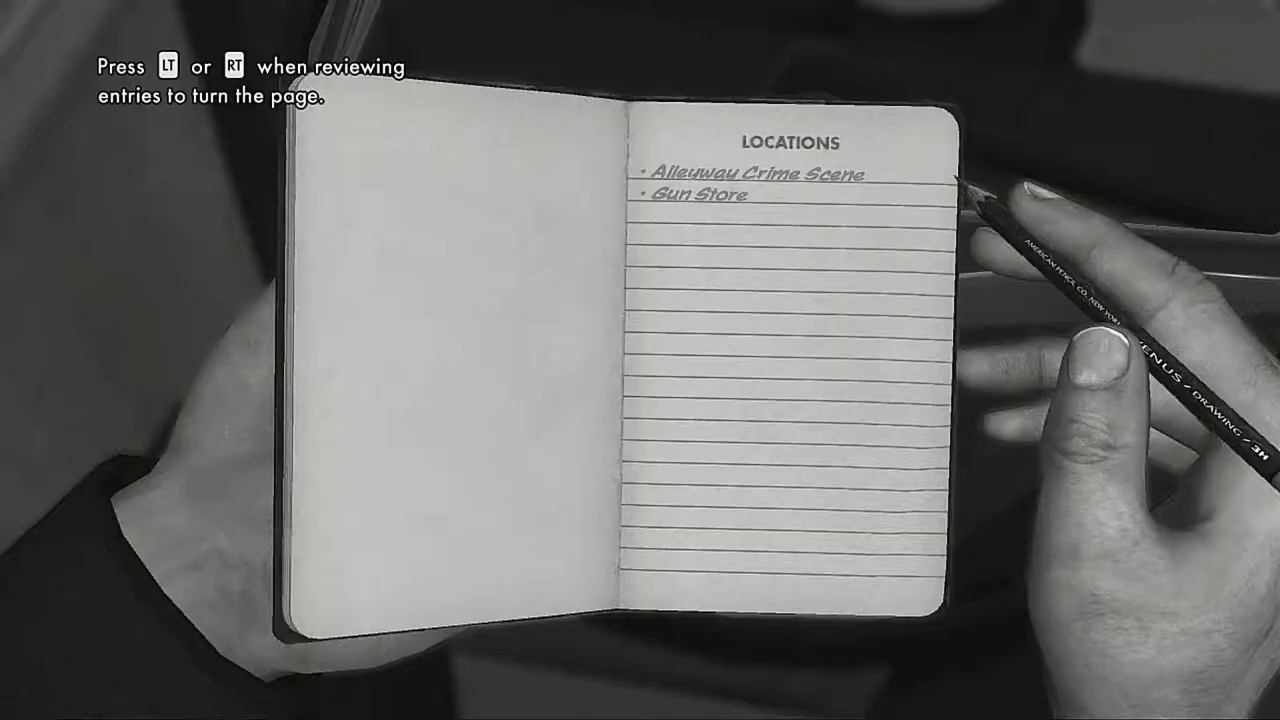 Press LT or RT when reviewing
entries to turn the page.
LOCATIONS
• Alleyway Crime Scene
• Gun Store
AMERICAN PENCIL CO. NEW YORK
VENUS / DRAWING / 3H